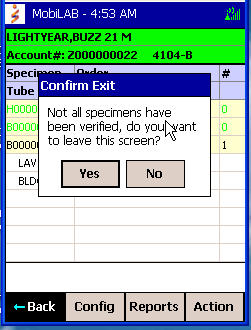 MobiLAB - 4:53 AM
LIGHTYEAR,BUZZ 21 M
Account#: Z000000022 4104-B
Specimen Order #
Tube
H0000 0
B0000 0
B00000 1
LAV
BLD
Confirm Exit
Not all specimens have
been verified, do you want
to leave this screen?
Yes No
←Back Config Reports Action